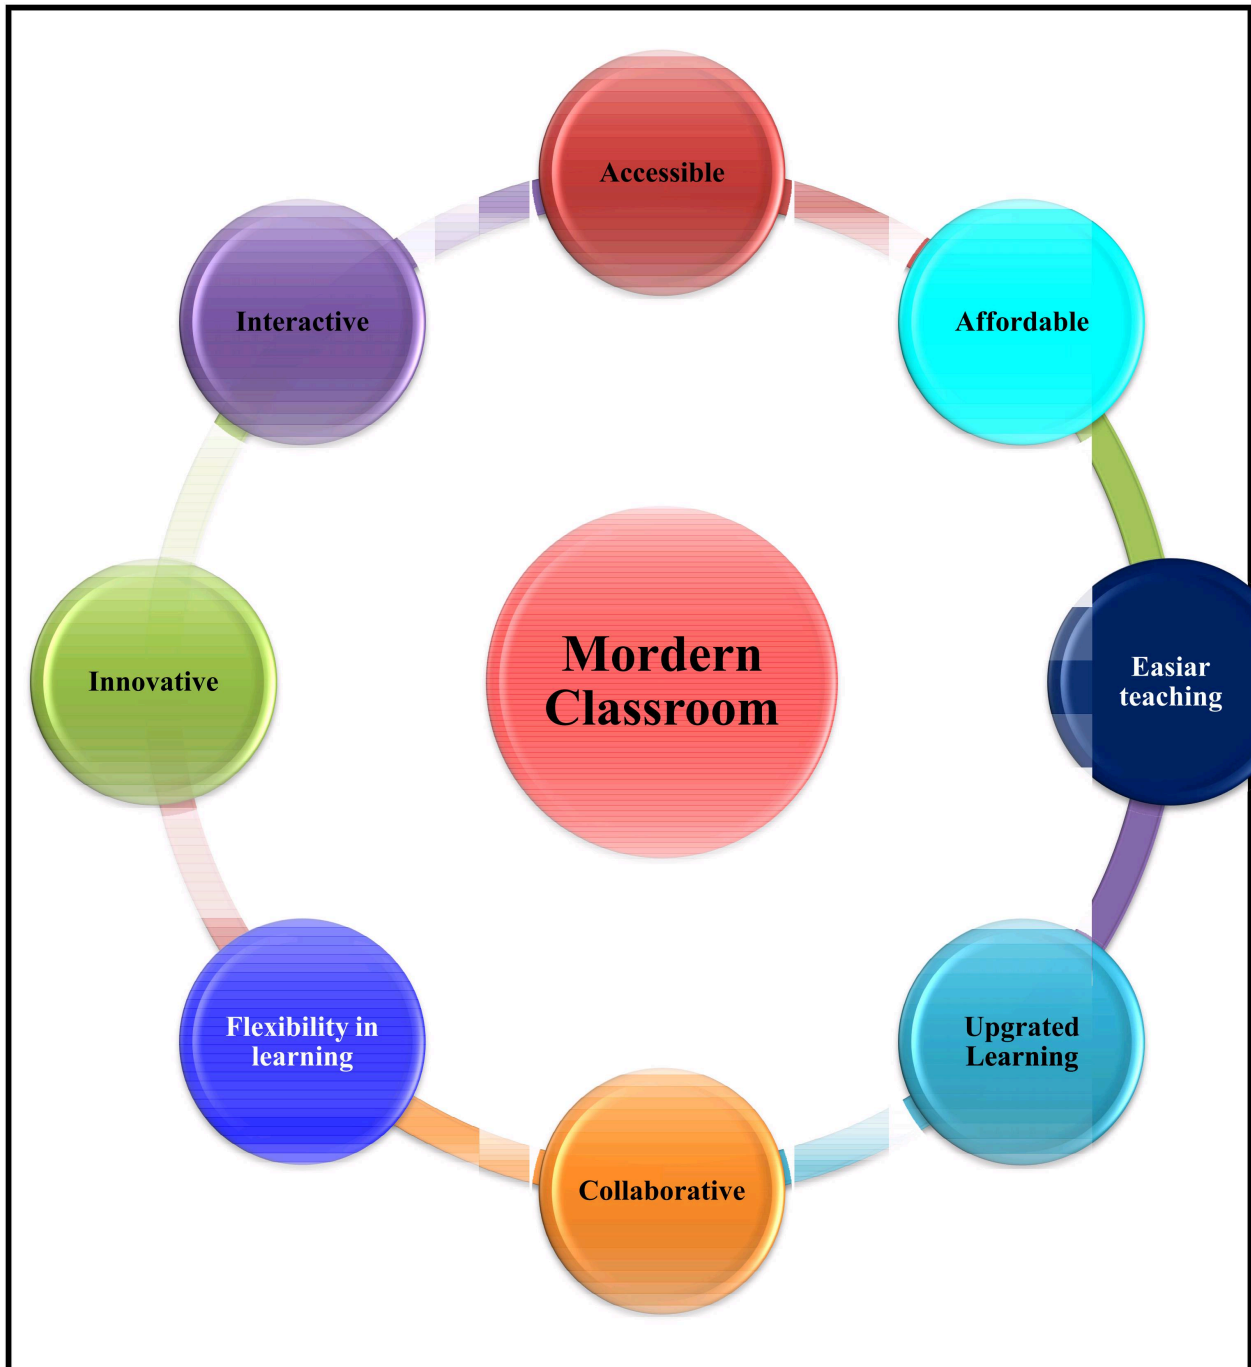 Accessible
Affordable
Easiar
teaching
Upgrated
Learning
Collaborative
Flexibility in
learning
Innovative
Interactive
Mordern
Classroom